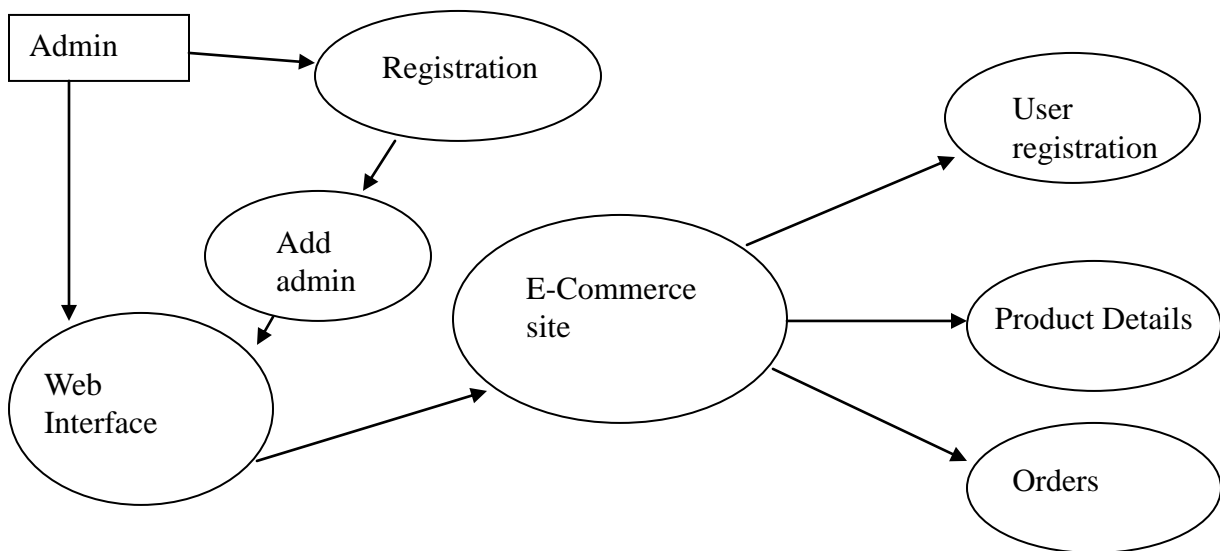 Admin
Registration
User
registration
Add
admin
E-Commerce
site
Product Details
Web
Interface
Orders